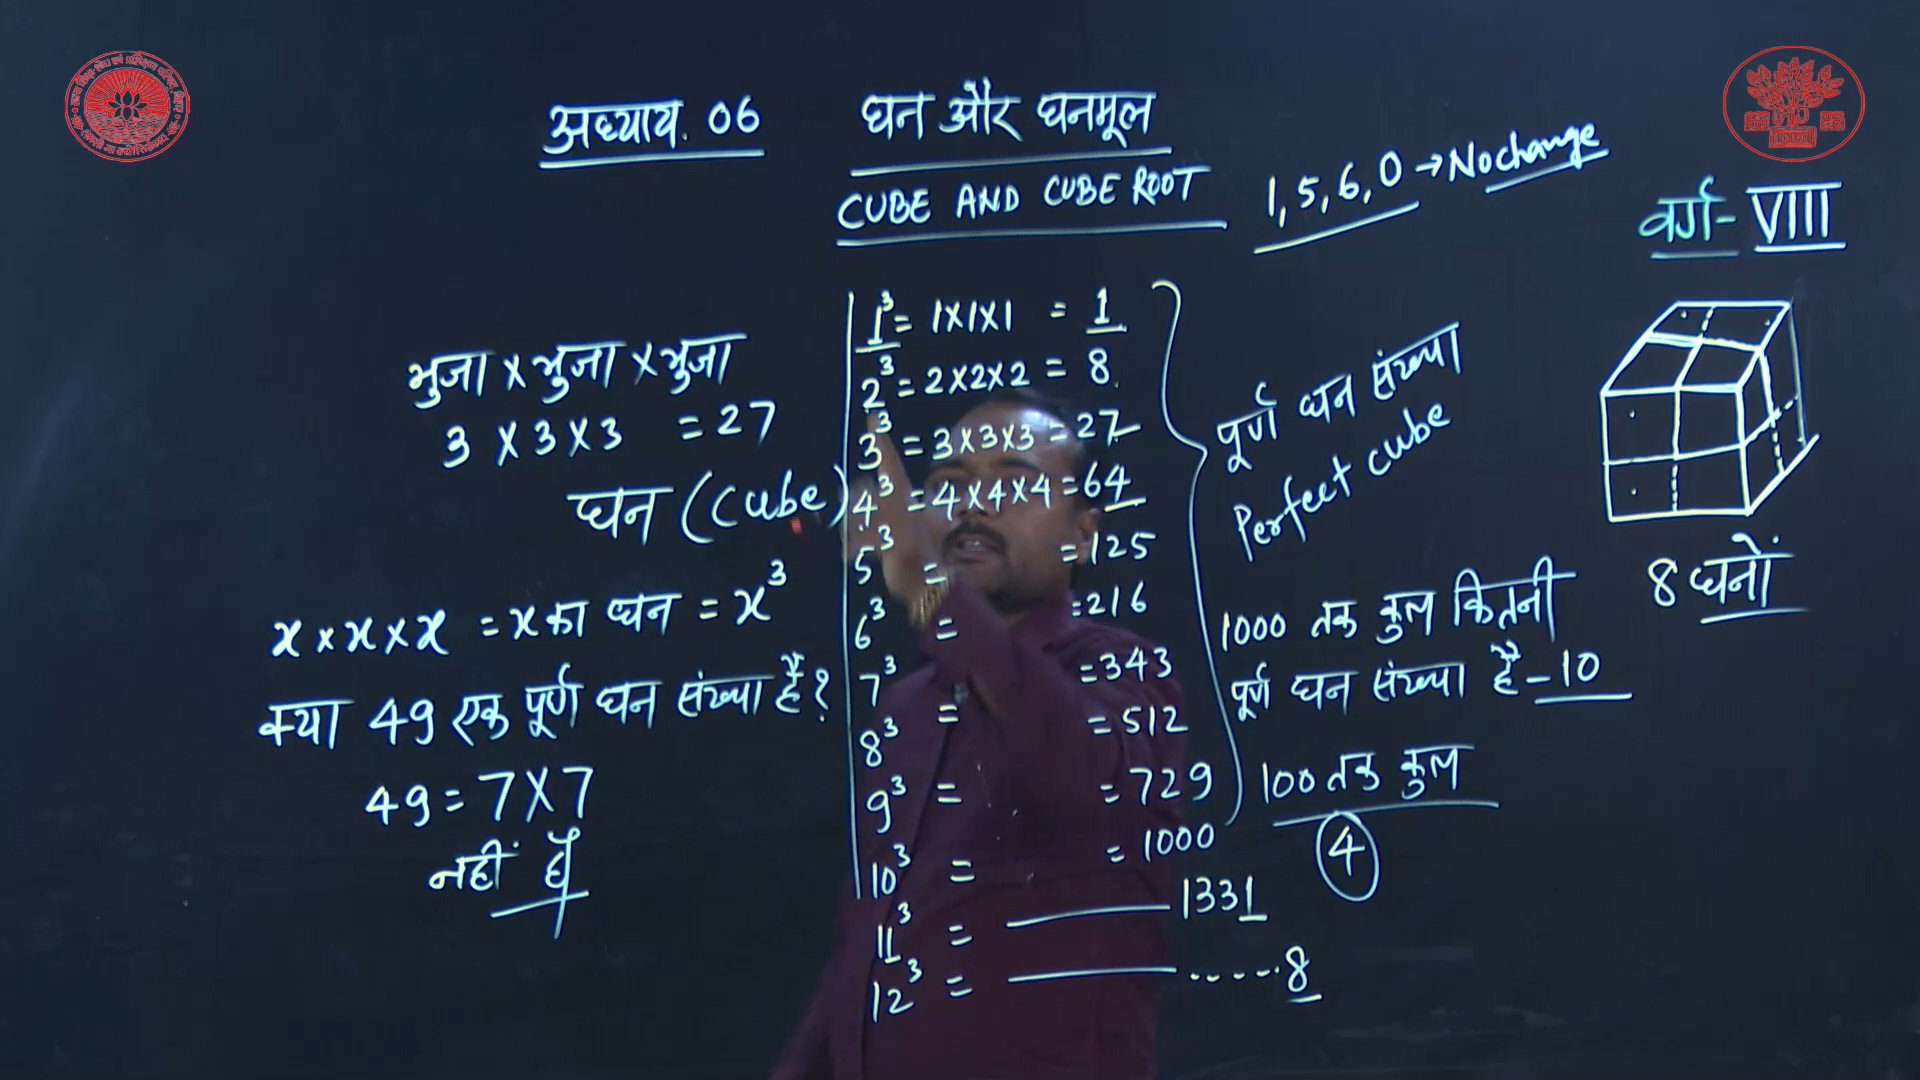 अध्याय. 06
घन और घनमूल
CUBE AND CUBE ROOT
1, 5, 6, 0 → No change
वर्ग - VIII
भुजा × भुजा × भुजा
3 × 3 × 3 = 27
घन (Cube)
x × x × x = x का घन = x³
क्या 49 एक पूर्ण घन संख्या है?
49 = 7 × 7
नहीं है
1³ = 1×1×1 = 1
2³ = 2×2×2 = 8
3³ = 3×3×3 = 27
4³ = 4×4×4 = 64
5³ = = 125
6³ = = 216
7³ = = 343
8³ = = 512
9³ = = 729
10³ = = 1000
11³ = 1331
12³ = -----8
पूर्ण घन संख्या
Perfect cube
1000 तक कुल कितनी
पूर्ण घन संख्या है - 10
100 तक कुल
4
8 घनों